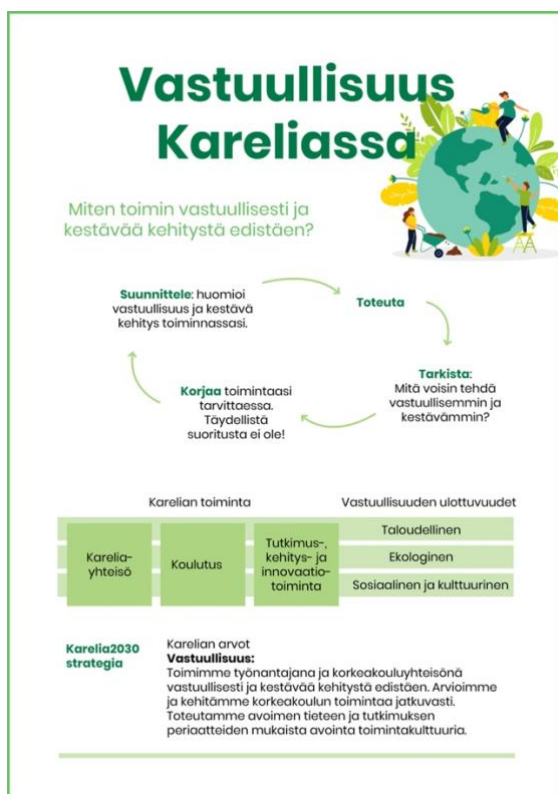 Vastuullisuus
Kareliassa
Miten toimin vastuullisesti ja
kestävää kehitystä edistäen?
Suunnittele: huomioi
vastuullisuus ja kestävä
kehitys toiminnassasi.
Toteuta
Tarkista:
Mitä voisin tehdä
vastuullisemmin ja
kestävämmin?
Korjaa toimintaasi
tarvittaessa.
Täydellistä
suoritusta ei ole!
Karelian toiminta
Vastuullisuuden ulottuvuudet
Karelia-
yhteisö
Koulutus
Tutkimus-,
kehitys- ja
innovaatio-
toiminta
Taloudellinen
Ekologinen
Sosiaalinen ja kulttuurinen
Karelia2030
strategia
Karelian arvot
Vastuullisuus:
Toimimme työnantajana ja korkeakouluyhteisönä
vastuullisesti ja kestävää kehitystä edistäen. Arvioimme
ja kehitämme korkeakoulun toimintaa jatkuvasti.
Toteutamme avoimen tieteen ja tutkimuksen
periaatteiden mukaista avointa toimintakulttuuria.